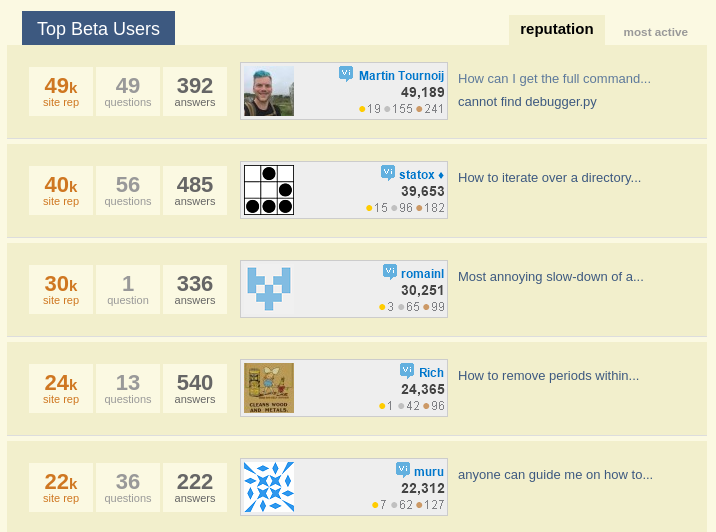 Top Beta Users
reputation
most active
49k
site rep
49
questions
392
answers
Vi Martin Tournoij
49,189
19 155 241
How can I get the full command...
cannot find debugger.py
40k
site rep
56
questions
485
answers
Vi statox ♦
39,653
15 96 182
How to iterate over a directory...
30k
site rep
1
question
336
answers
Vi romainl
30,251
3 65 99
Most annoying slow-down of a...
24k
site rep
13
questions
540
answers
CLEANS WOOD
AND METALS.
Vi Rich
24,365
1 42 96
How to remove periods within...
22k
site rep
36
questions
222
answers
Vi muru
22,312
7 62 127
anyone can guide me on how to...